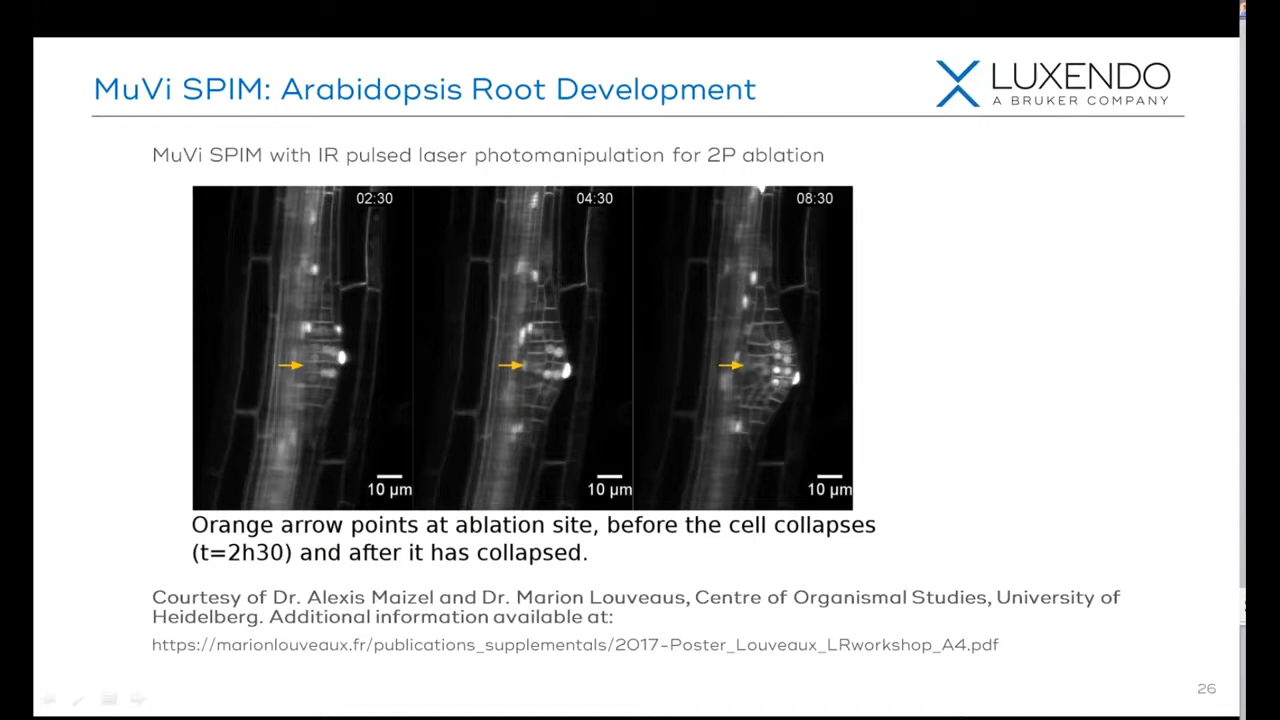 MuVi SPIM: Arabidopsis Root Development
LUXENDO
A BRUKER COMPANY
MuVi SPIM with IR pulsed laser photomanipulation for 2P ablation
02:30
04:30
08:30
10 µm
10 µm
10 µm
Orange arrow points at ablation site, before the cell collapses
(t=2h30) and after it has collapsed.
Courtesy of Dr. Alexis Maizel and Dr. Marion Louveaus, Centre of Organismal Studies, University of
Heidelberg. Additional information available at:
https://marionlouveaux.fr/publications_supplementals/2017-Poster_Louveaux_LRworkshop_A4.pdf
26